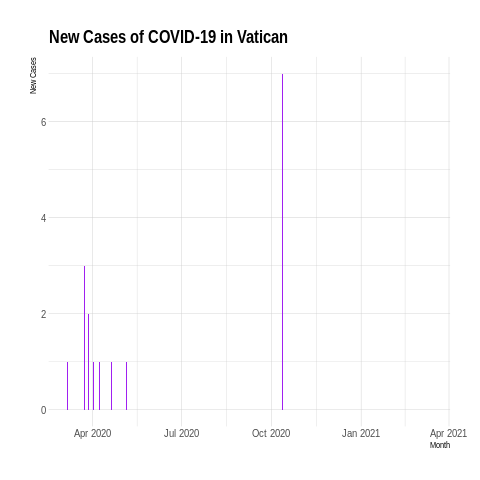 New Cases of COVID-19 in Vatican
New Cases
6
4
2
0
Apr 2020 Jul 2020 Oct 2020 Jan 2021 Apr 2021
Month